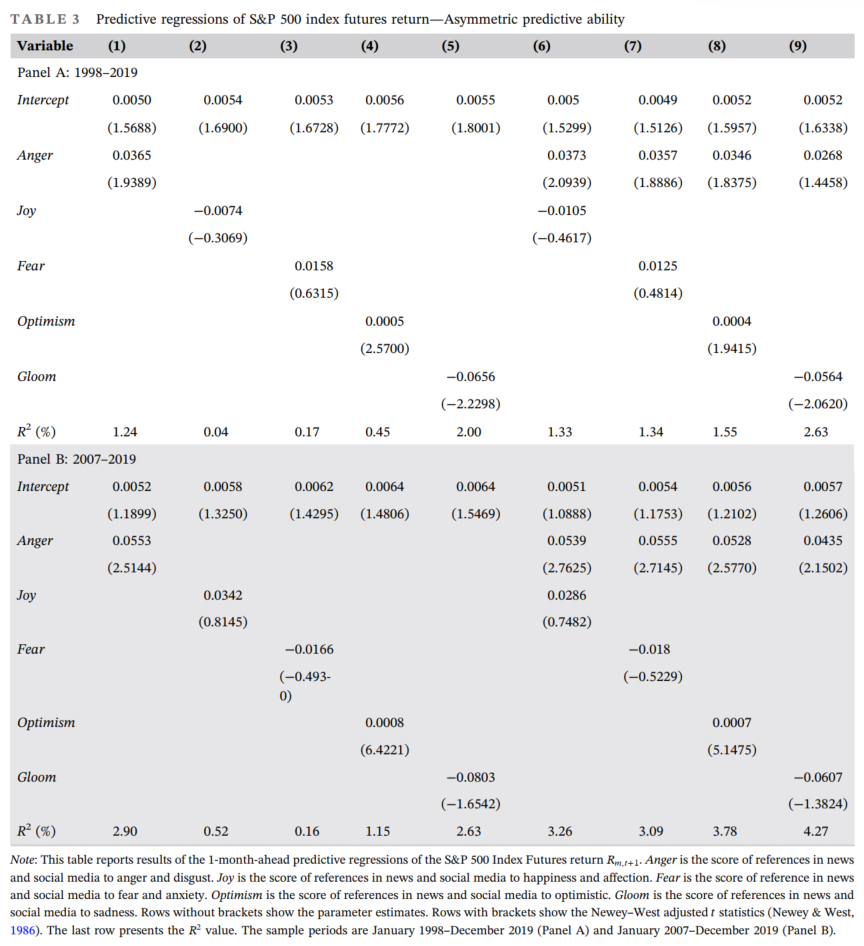 TABLE 3 Predictive regressions of S&P 500 index futures return—Asymmetric predictive ability
Variable (1) (2) (3) (4) (5) (6) (7) (8) (9)
Panel A: 1998–2019
Intercept 0.0050 0.0054 0.0053 0.0056 0.0055 0.005 0.0049 0.0052 0.0052
(1.5688) (1.6900) (1.6728) (1.7772) (1.8001) (1.5299) (1.5126) (1.5957) (1.6338)
Anger 0.0365 0.0373 0.0357 0.0346 0.0268
(1.9389) (2.0939) (1.8886) (1.8375) (1.4458)
Joy −0.0074 −0.0105
(−0.3069) (−0.4617)
Fear 0.0158 0.0125
(0.6315) (0.4814)
Optimism 0.0005 0.0004
(2.5700) (1.9415)
Gloom −0.0656 −0.0564
(−2.2298) (−2.0620)
R² (%) 1.24 0.04 0.17 0.45 2.00 1.33 1.34 1.55 2.63
Panel B: 2007–2019
Intercept 0.0052 0.0058 0.0062 0.0064 0.0064 0.0051 0.0054 0.0056 0.0057
(1.1899) (1.3250) (1.4295) (1.4806) (1.5469) (1.0888) (1.1753) (1.2102) (1.2606)
Anger 0.0553 0.0539 0.0555 0.0528 0.0435
(2.5144) (2.7625) (2.7145) (2.5770) (2.1502)
Joy 0.0342 0.0286
(0.8145) (0.7482)
Fear −0.0166 −0.018
(−0.493- (−0.5229)
0)
Optimism 0.0008 0.0007
(6.4221) (5.1475)
Gloom −0.0803 −0.0607
(−1.6542) (−1.3824)
R² (%) 2.90 0.52 0.16 1.15 2.63 3.26 3.09 3.78 4.27
Note: This table reports results of the 1-month-ahead predictive regressions of the S&P 500 Index Futures return Rm,t+1. Anger is the score of references in news
and social media to anger and disgust. Joy is the score of references in news and social media to happiness and affection. Fear is the score of reference in news
and social media to fear and anxiety. Optimism is the score of references in news and social media to optimistic. Gloom is the score of references in news and
social media to sadness. Rows without brackets show the parameter estimates. Rows with brackets show the Newey–West adjusted t statistics (Newey & West,
1986). The last row presents the R² value. The sample periods are January 1998–December 2019 (Panel A) and January 2007–December 2019 (Panel B).